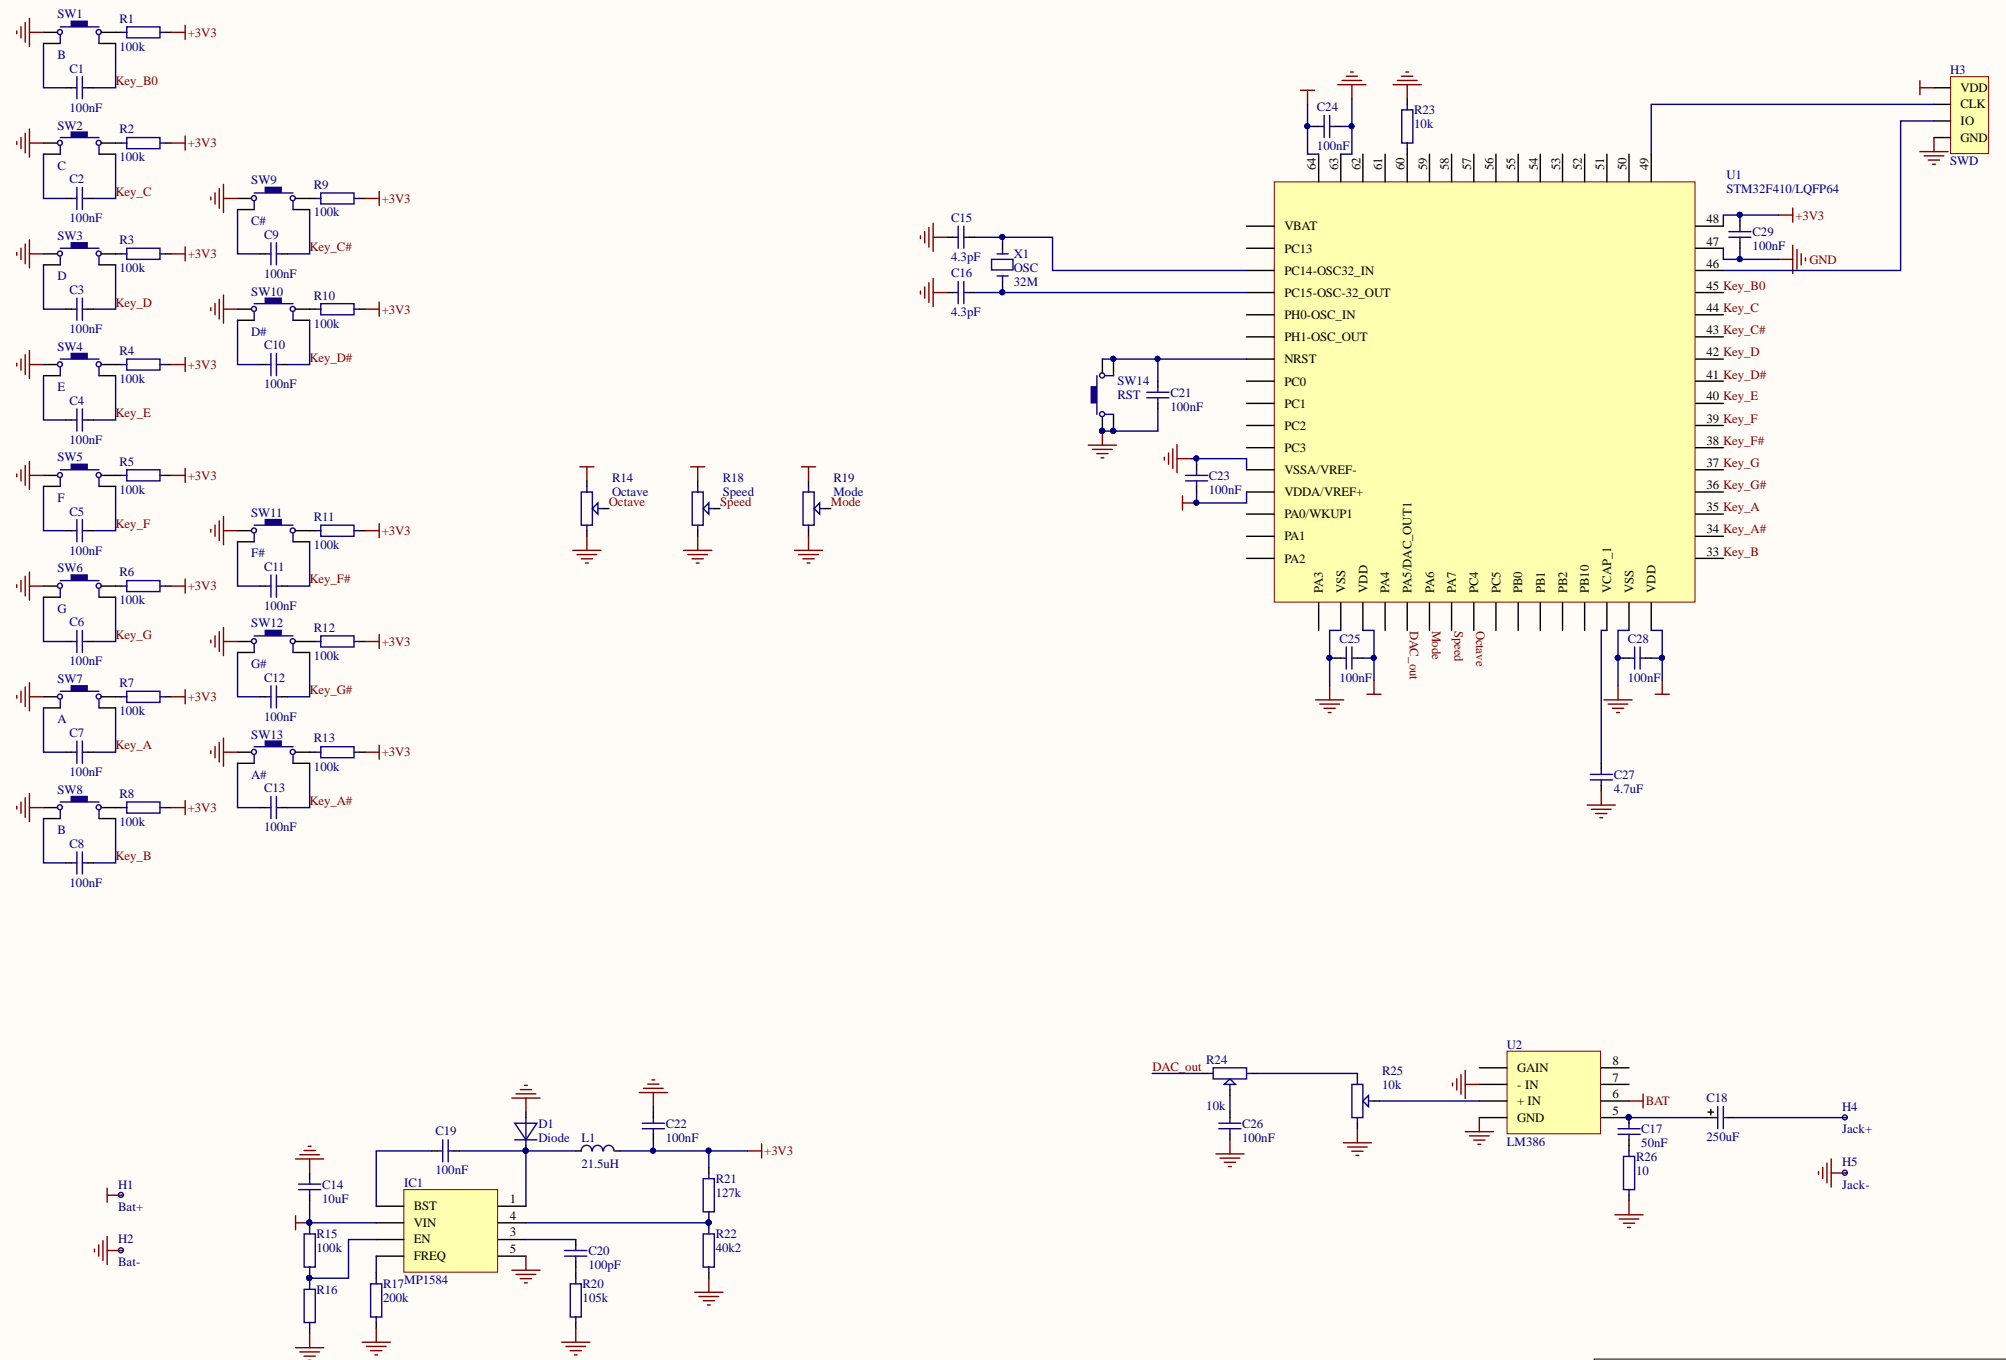 SW1
R1
+3V3
100k
B
C1
Key_B0
100nF
SW2
R2
+3V3
100k
C
C2
Key_C
100nF
SW3
R3
+3V3
100k
D
C3
Key_D
100nF
SW4
R4
+3V3
100k
E
C4
Key_E
100nF
SW5
R5
+3V3
100k
F
C5
Key_F
100nF
SW6
R6
+3V3
100k
G
C6
Key_G
100nF
SW7
R7
+3V3
100k
A
C7
Key_A
100nF
SW8
R8
+3V3
100k
B
C8
Key_B
100nF
SW9
R9
+3V3
100k
C#
C9
Key_C#
100nF
SW10
R10
+3V3
100k
D#
C10
Key_D#
100nF
SW11
R11
+3V3
100k
F#
C11
Key_F#
100nF
SW12
R12
+3V3
100k
G#
C12
Key_G#
100nF
SW13
R13
+3V3
100k
A#
C13
Key_A#
100nF
R14
Octave
Octave
R18
Speed
Speed
R19
Mode
Mode
C24
100nF
R23
10k
64
63
62
61
60
59
58
57
56
55
54
53
52
51
50
49
H3
VDD
CLK
IO
GND
SWD
U1
STM32F410/LQFP64
C15
4.3pF
C16
4.3pF
X1
OSC
32M
SW14
RST
C21
100nF
C23
100nF
VBAT
PC13
PC14-OSC32_IN
PC15-OSC-32_OUT
PH0-OSC_IN
PH1-OSC_OUT
NRST
PC0
PC1
PC2
PC3
VSSA/VREF-
VDDA/VREF+
PA0/WKUP1
PA1
PA2
PA3
VSS
VDD
PA4
PA5/DAC_OUT1
PA6
PA7
PC4
PC5
PB0
PB1
PB2
PB10
VCAP_1
VSS
VDD
48
+3V3
C29
100nF
47
GND
46
45 Key_B0
44 Key_C
43 Key_C#
42 Key_D
41 Key_D#
40 Key_E
39 Key_F
38 Key_F#
37 Key_G
36 Key_G#
35 Key_A
34 Key_A#
33 Key_B
C25
100nF
DAC_out
Mode
Speed
Octave
C28
100nF
C27
4.7uF
H1
Bat+
H2
Bat-
C14
10uF
R15
100k
R16
C19
100nF
D1
Diode
L1
21.5uH
C22
100nF
+3V3
IC1
BST
VIN
EN
FREQ
1
4
3
5
MP1584
R17
200k
C20
100pF
R20
105k
R21
127k
R22
40k2
DAC_out
R24
10k
C26
100nF
R25
10k
U2
GAIN
- IN
+ IN
GND
8
7
6
5
LM386
BAT
C17
50nF
R26
10
C18
+
250uF
H4
Jack+
H5
Jack-